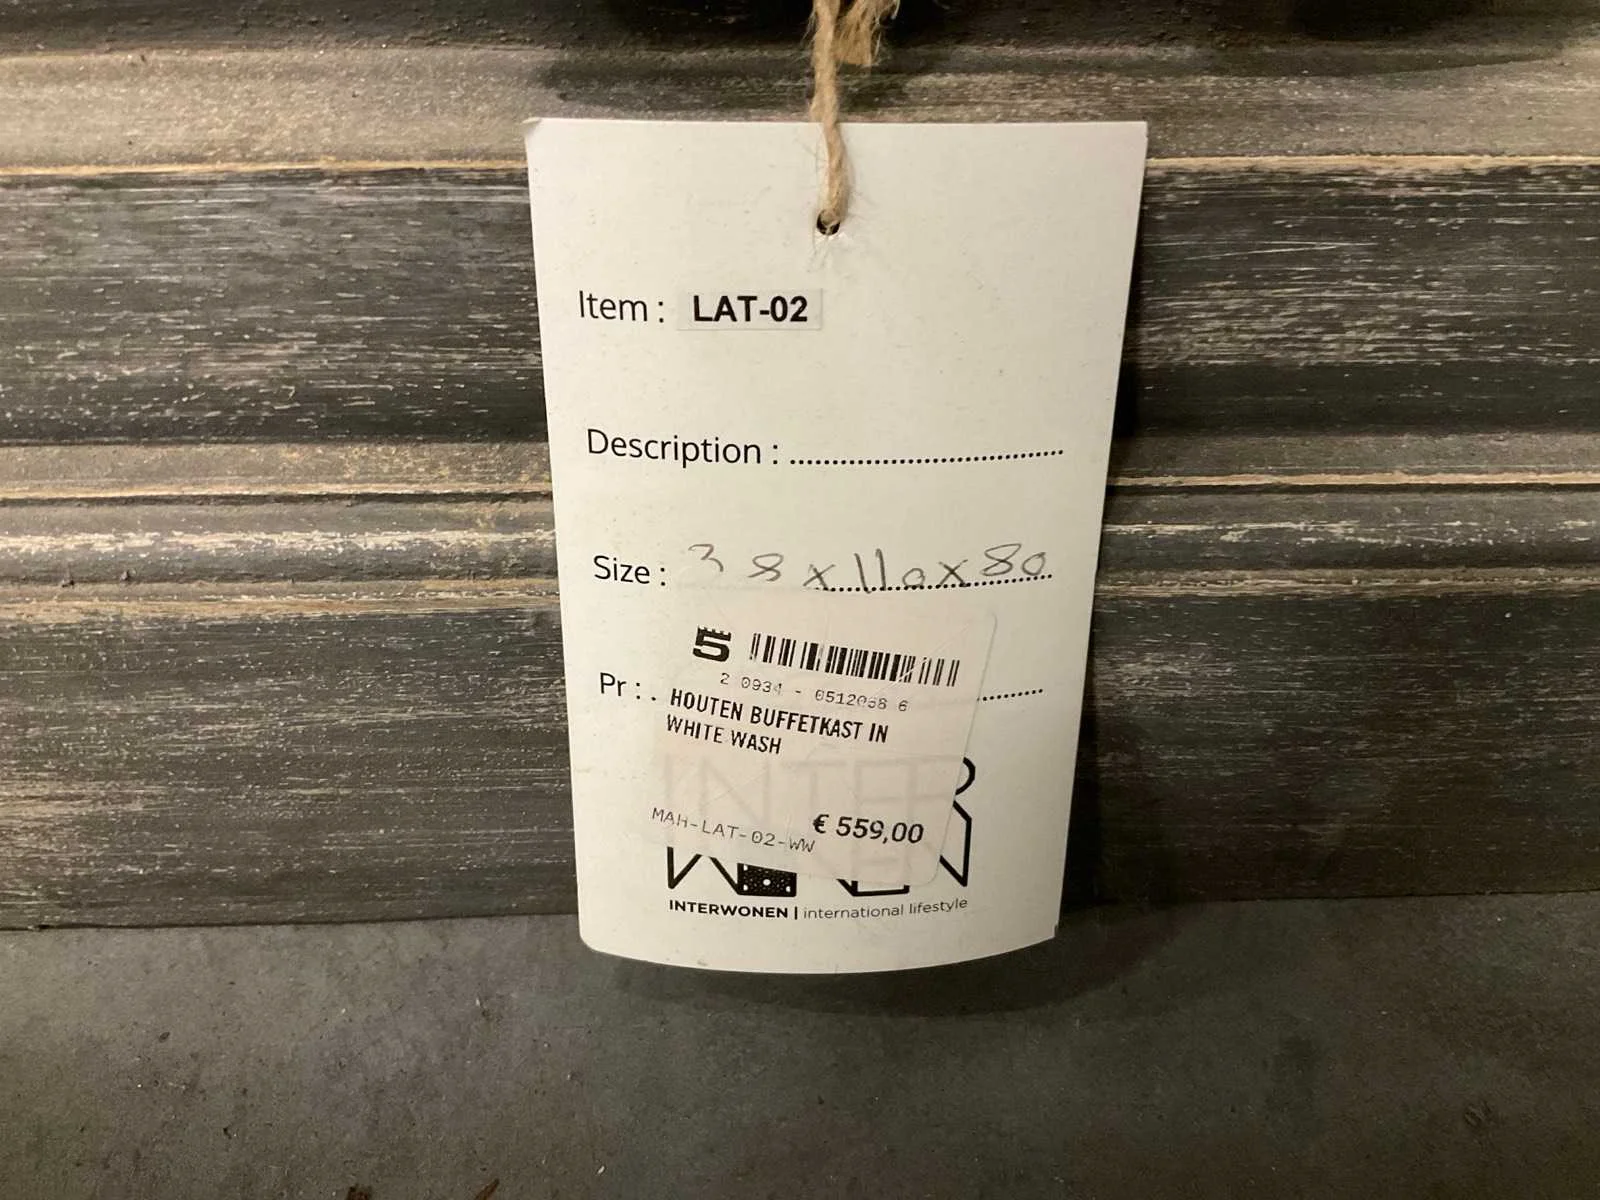 Item : LAT-02
Description : ..................................
Size : 38x110x80
5
2 0934 - 0512068 6
Pr : .
HOUTEN BUFFETKAST IN
WHITE WASH
INTER
MAH-LAT-02-WW
€ 559,00
INTERWONEN | international lifestyle